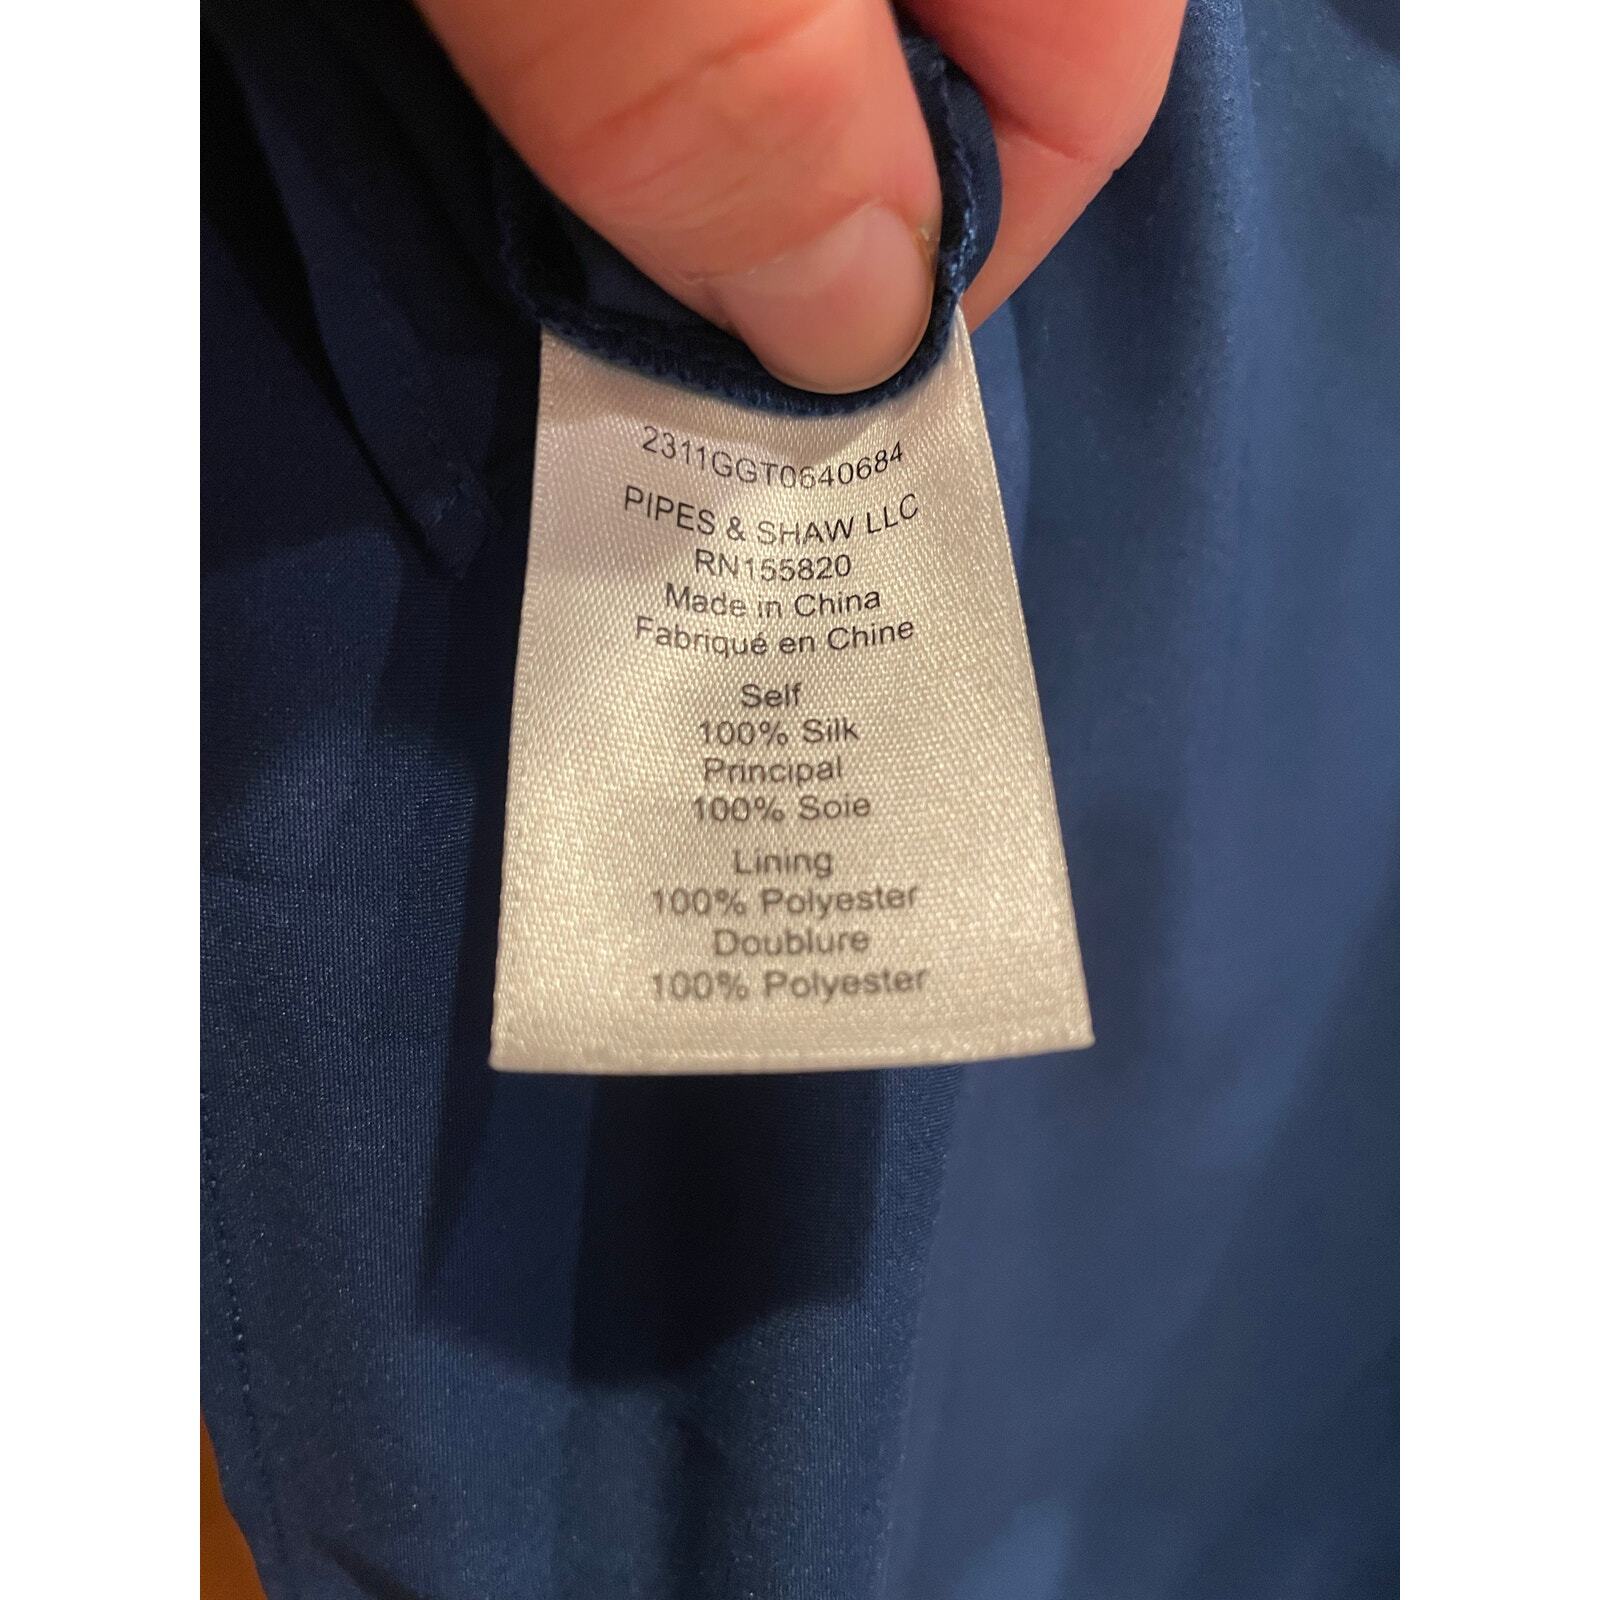 2311GGT0640684
PIPES & SHAW LLC
RN155820
Made in China
Fabriqué en Chine
Self
100% Silk
Principal
100% Soie
Lining
100% Polyester
Doublure
100% Polyester